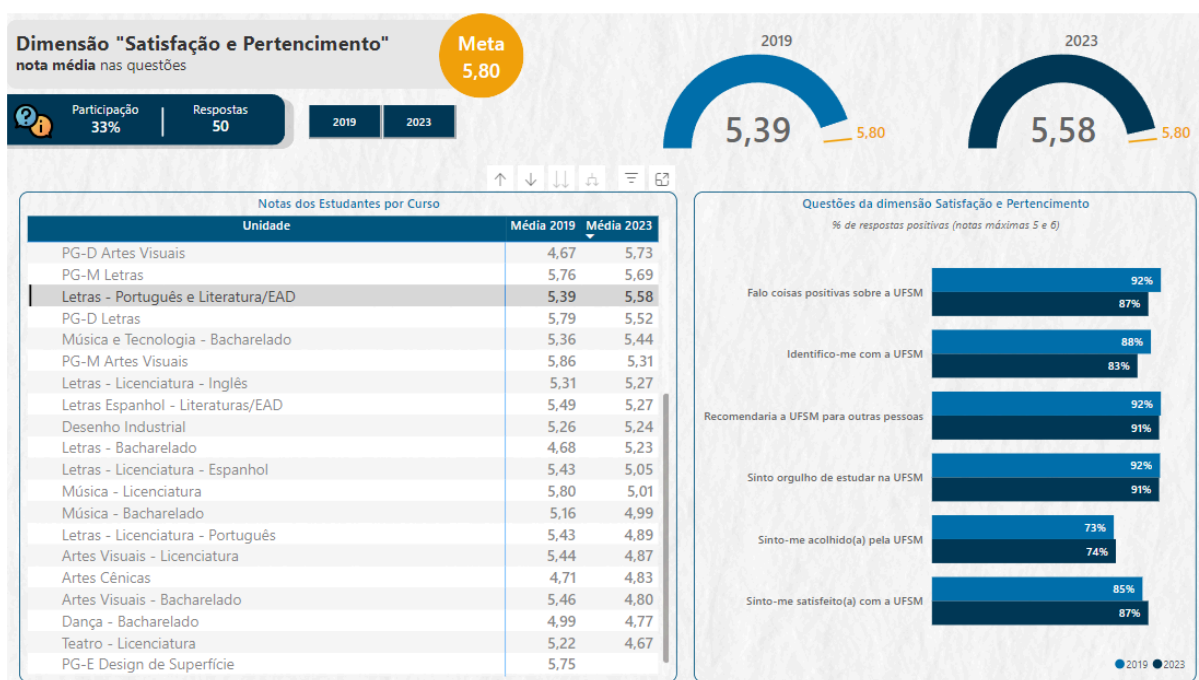 Dimensão "Satisfação e Pertencimento"
nota média nas questões
Meta
5,80
Participação
33%
Respostas
50
2019
2023
2019
5,39
5,80
2023
5,58
5,80
Notas dos Estudantes por Curso
Unidade Média 2019 Média 2023
PG-D Artes Visuais 4,67 5,73
PG-M Letras 5,76 5,69
Letras - Português e Literatura/EAD 5,39 5,58
PG-D Letras 5,79 5,52
Música e Tecnologia - Bacharelado 5,36 5,44
PG-M Artes Visuais 5,86 5,31
Letras - Licenciatura - Inglês 5,31 5,27
Letras Espanhol - Literaturas/EAD 5,49 5,27
Desenho Industrial 5,26 5,24
Letras - Bacharelado 4,68 5,23
Letras - Licenciatura - Espanhol 5,43 5,05
Música - Licenciatura 5,80 5,01
Música - Bacharelado 5,16 4,99
Letras - Licenciatura - Português 5,43 4,89
Artes Visuais - Licenciatura 5,44 4,87
Artes Cênicas 4,71 4,83
Artes Visuais - Bacharelado 5,46 4,80
Dança - Bacharelado 4,99 4,77
Teatro - Licenciatura 5,22 4,67
PG-E Design de Superfície 5,75
Questões da dimensão Satisfação e Pertencimento
% de respostas positivas (notas máximas 5 e 6)
Falo coisas positivas sobre a UFSM
92%
87%
Identifico-me com a UFSM
88%
83%
Recomendaria a UFSM para outras pessoas
92%
91%
Sinto orgulho de estudar na UFSM
92%
91%
Sinto-me acolhido(a) pela UFSM
73%
74%
Sinto-me satisfeito(a) com a UFSM
85%
87%
2019 2023